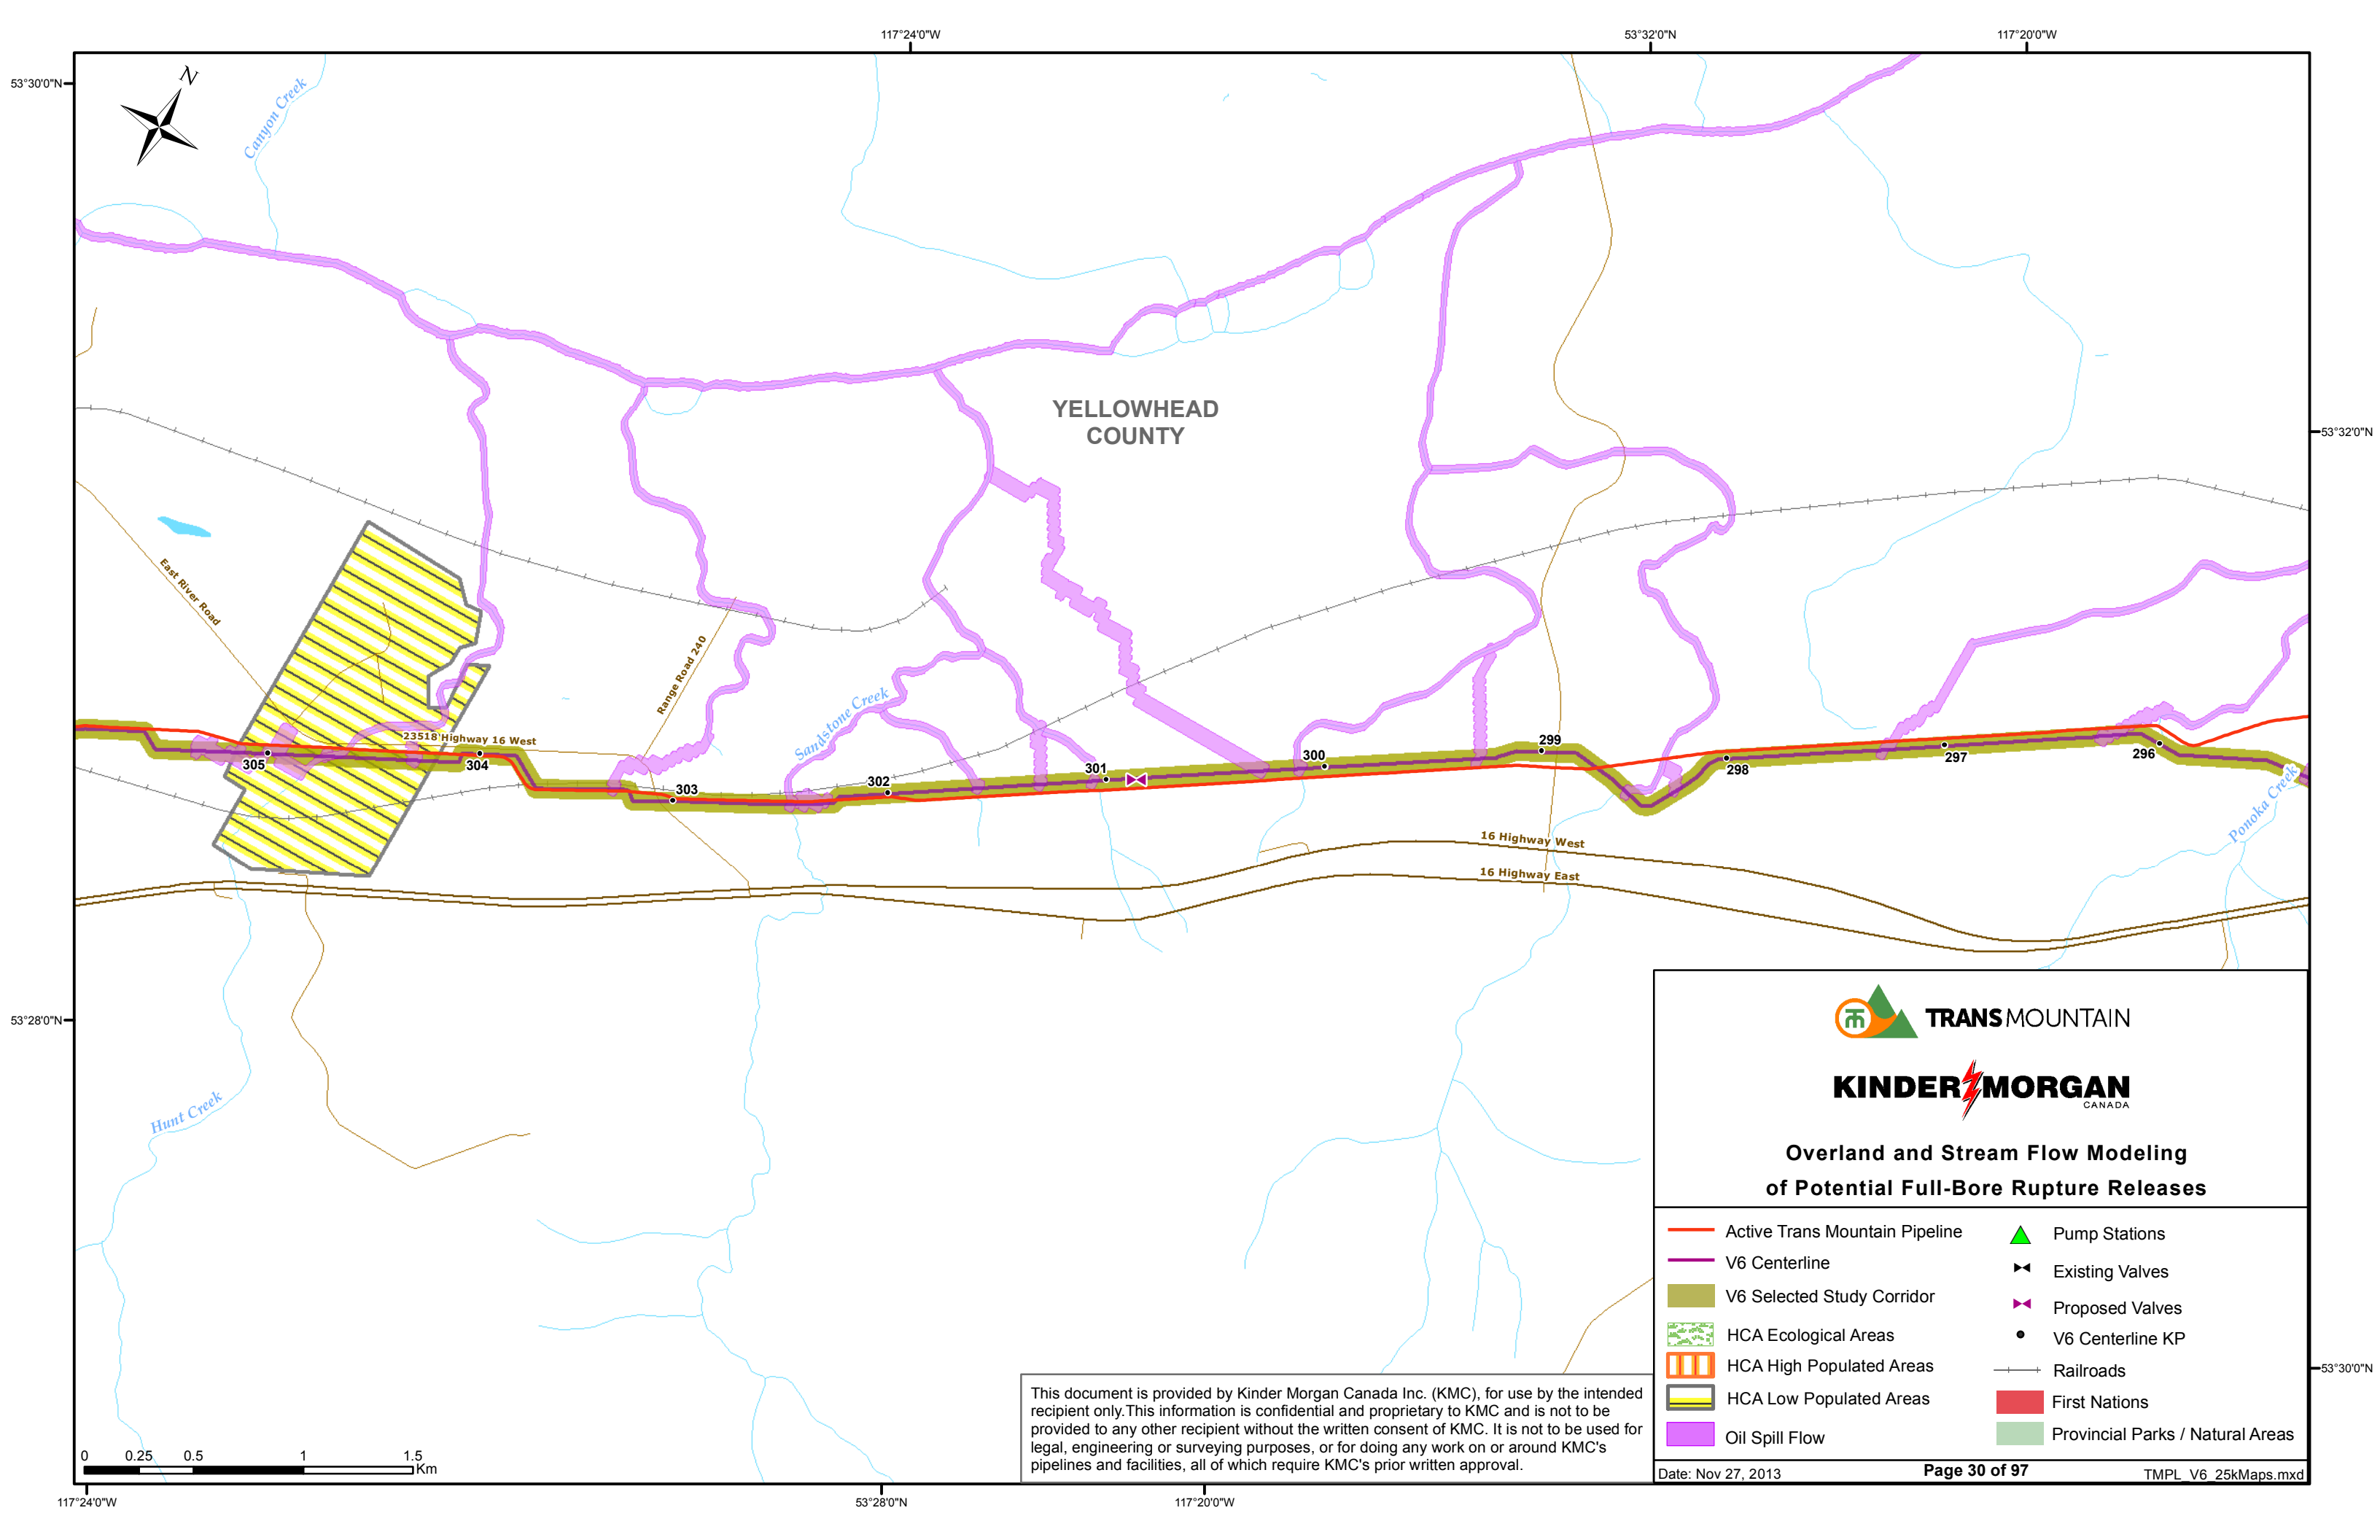 117°24'0"W
53°32'0"N
117°20'0"W
53°30'0"N
N
Canyon Creek
YELLOWHEAD
COUNTY
53°32'0"N
East River Road
Range Road 240
Sandstone Creek
23518 Highway 16 West
305
304
303
302
301
300
299
298
297
296
Ponoka Creek
16 Highway West
16 Highway East
53°28'0"N
Hunt Creek
TRANSMOUNTAIN
KINDER MORGAN
CANADA
Overland and Stream Flow Modeling
of Potential Full-Bore Rupture Releases
Active Trans Mountain Pipeline
V6 Centerline
V6 Selected Study Corridor
HCA Ecological Areas
HCA High Populated Areas
HCA Low Populated Areas
Oil Spill Flow
Pump Stations
Existing Valves
Proposed Valves
V6 Centerline KP
Railroads
First Nations
Provincial Parks / Natural Areas
53°30'0"N
Date: Nov 27, 2013
Page 30 of 97
TMPL_V6_25kMaps.mxd
This document is provided by Kinder Morgan Canada Inc. (KMC), for use by the intended
recipient only.This information is confidential and proprietary to KMC and is not to be
provided to any other recipient without the written consent of KMC. It is not to be used for
legal, engineering or surveying purposes, or for doing any work on or around KMC's
pipelines and facilities, all of which require KMC's prior written approval.
0 0.25 0.5 1 1.5
Km
117°24'0"W
53°28'0"N
117°20'0"W